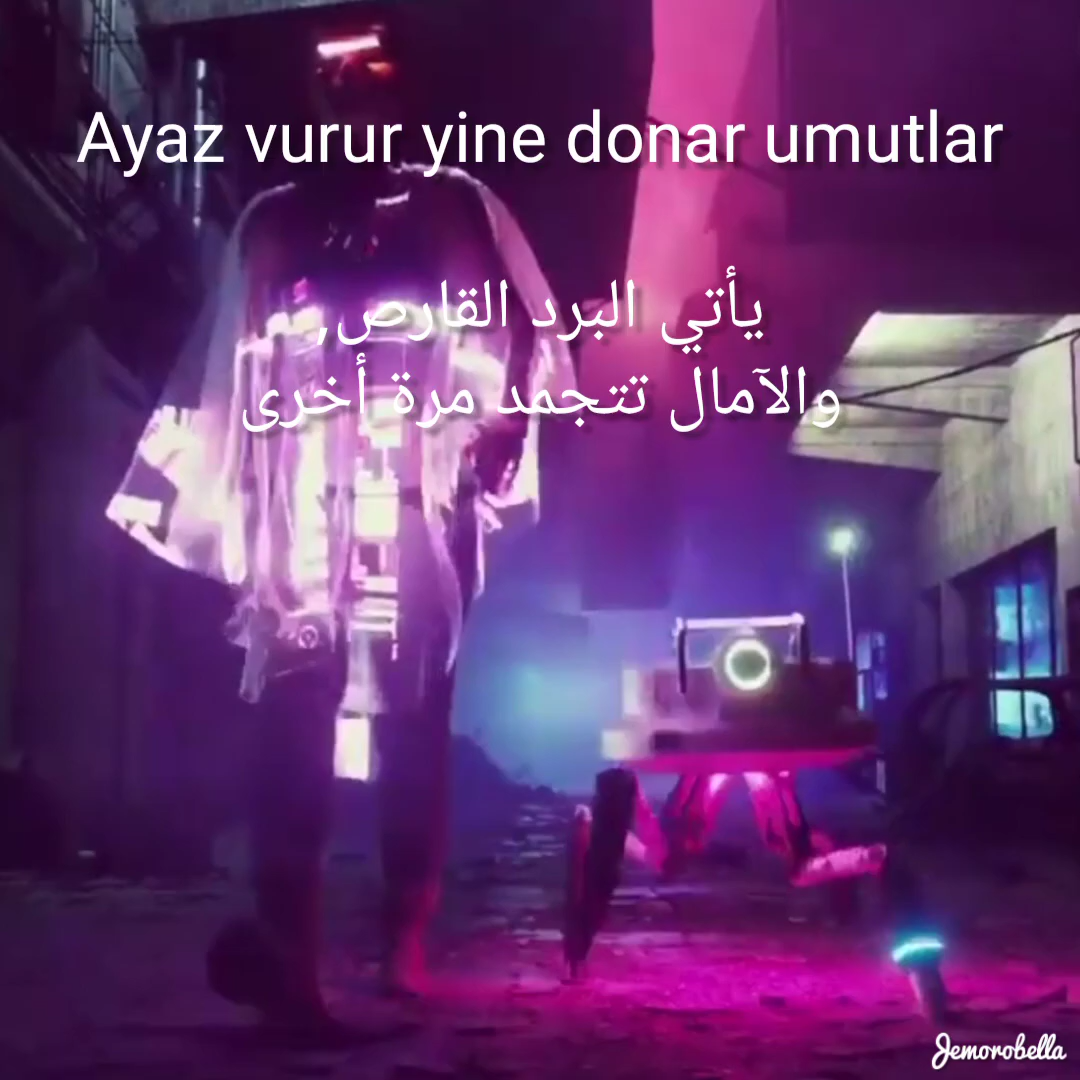 Ayaz vurur yine donar umutlar
يأتي البرد القارص,
والآمال تتجمد مرة أخرى
Jemorobella